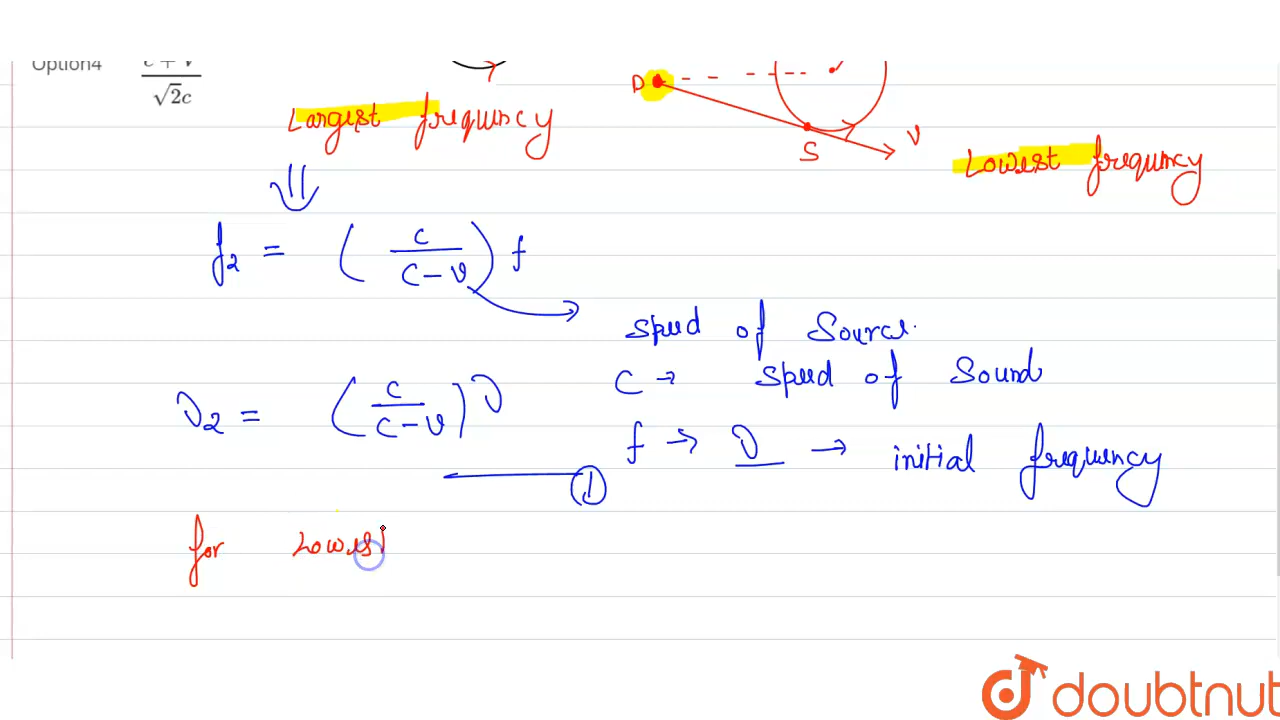 Option4 c + v / √2c
D
S
v
Largest frequency
Lowest frequency
f₂ = ( c / c - v ) f
speed of Source.
c → speed of Sound
ν₂ = ( c / c - v ) ν
f → ν → initial frequency
①
for Lowest
doubtnut